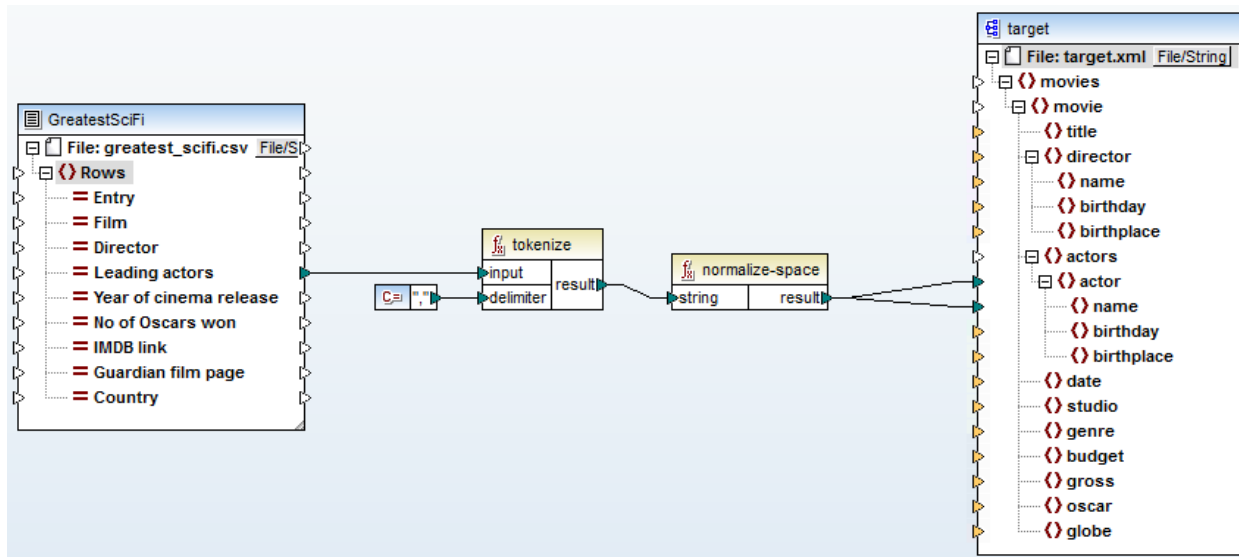 GreatestSciFi
File: greatest_scifi.csv File/S
Rows
Entry
Film
Director
Leading actors
Year of cinema release
No of Oscars won
IMDB link
Guardian film page
Country
C= ","
tokenize
input
delimiter
result
normalize-space
string result
target
File: target.xml File/String
movies
movie
title
director
name
birthday
birthplace
actors
actor
name
birthday
birthplace
date
studio
genre
budget
gross
oscar
globe